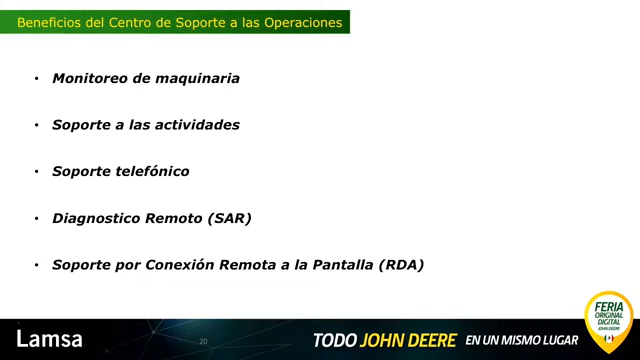 Beneficios del Centro de Soporte a las Operaciones
• Monitoreo de maquinaria
• Soporte a las actividades
• Soporte telefónico
• Diagnostico Remoto (SAR)
• Soporte por Conexión Remota a la Pantalla (RDA)
FERIA
ORIGINAL
DIGITAL
JOHN DEERE
Lamsa
20
TODO JOHN DEERE EN UN MISMO LUGAR